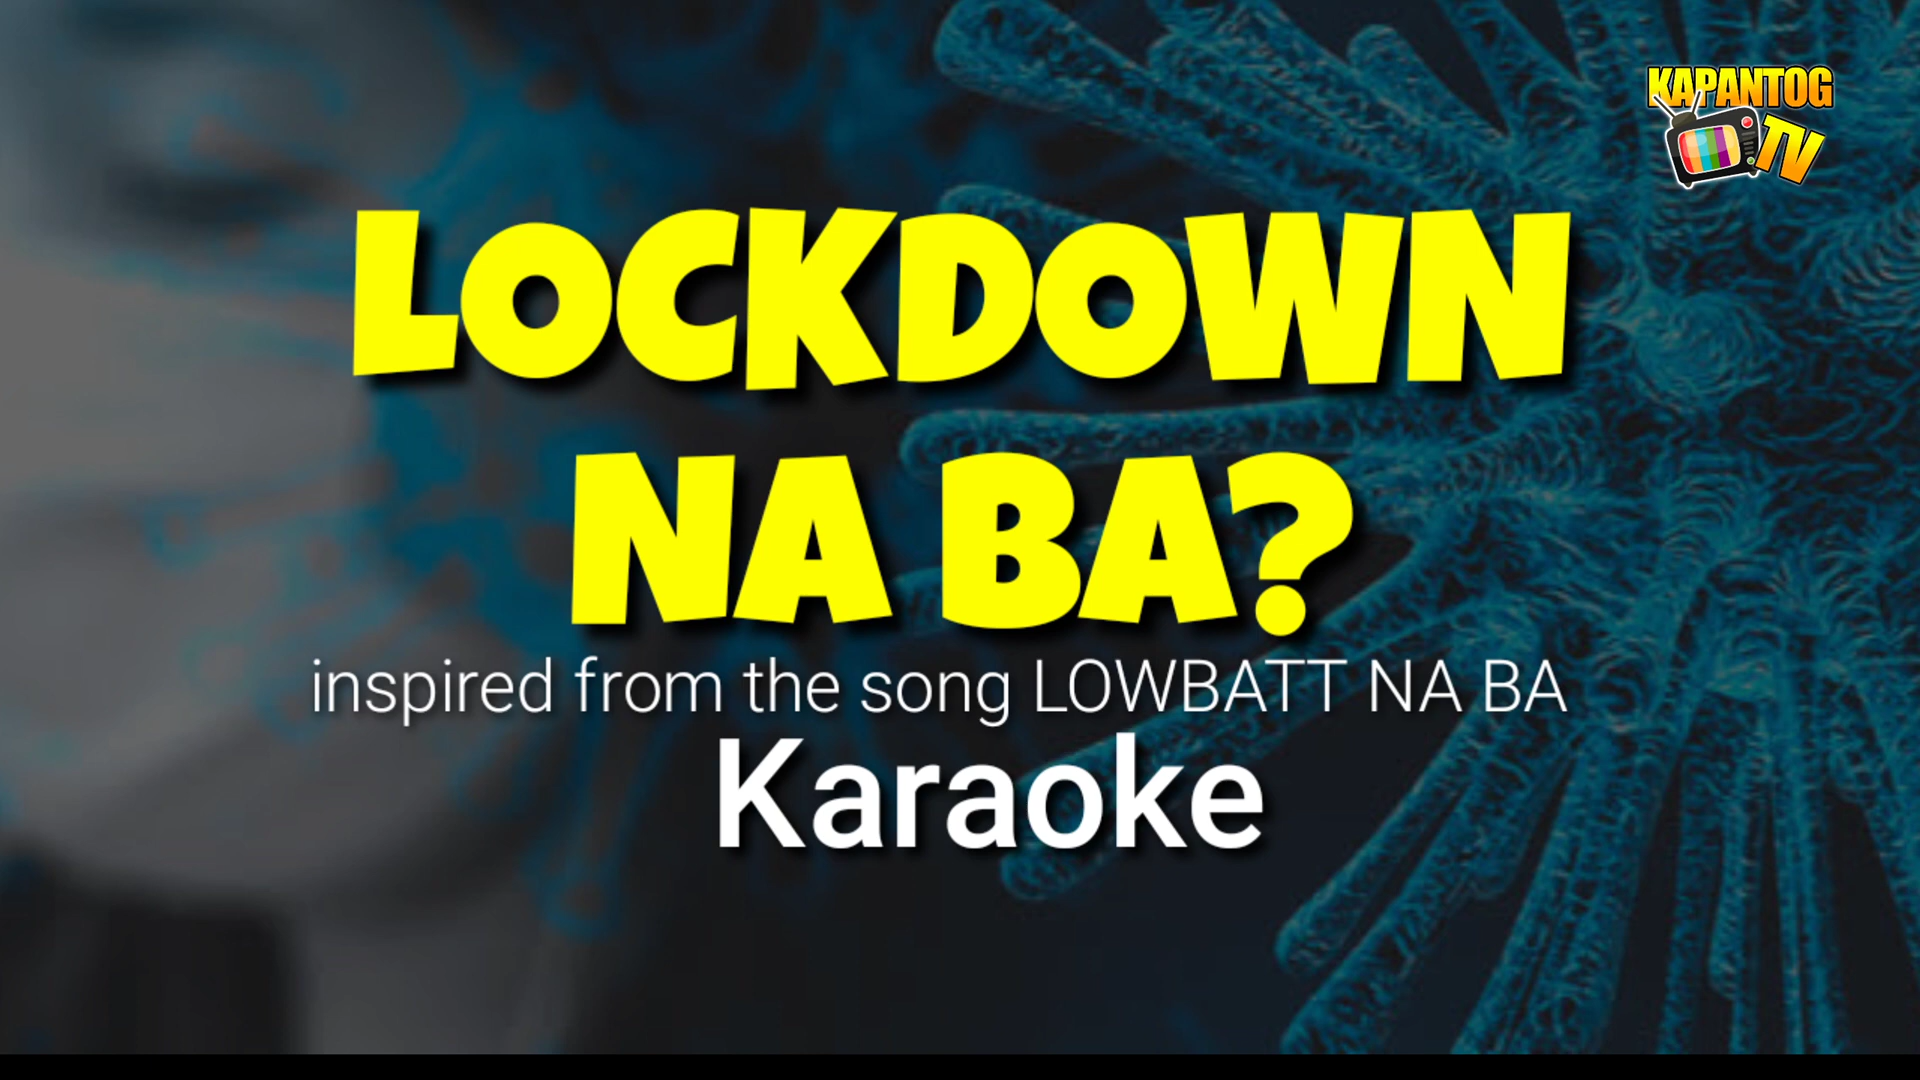 KAPANTOG
TV
LOCKDOWN
NA BA?
inspired from the song LOWBATT NA BA
Karaoke